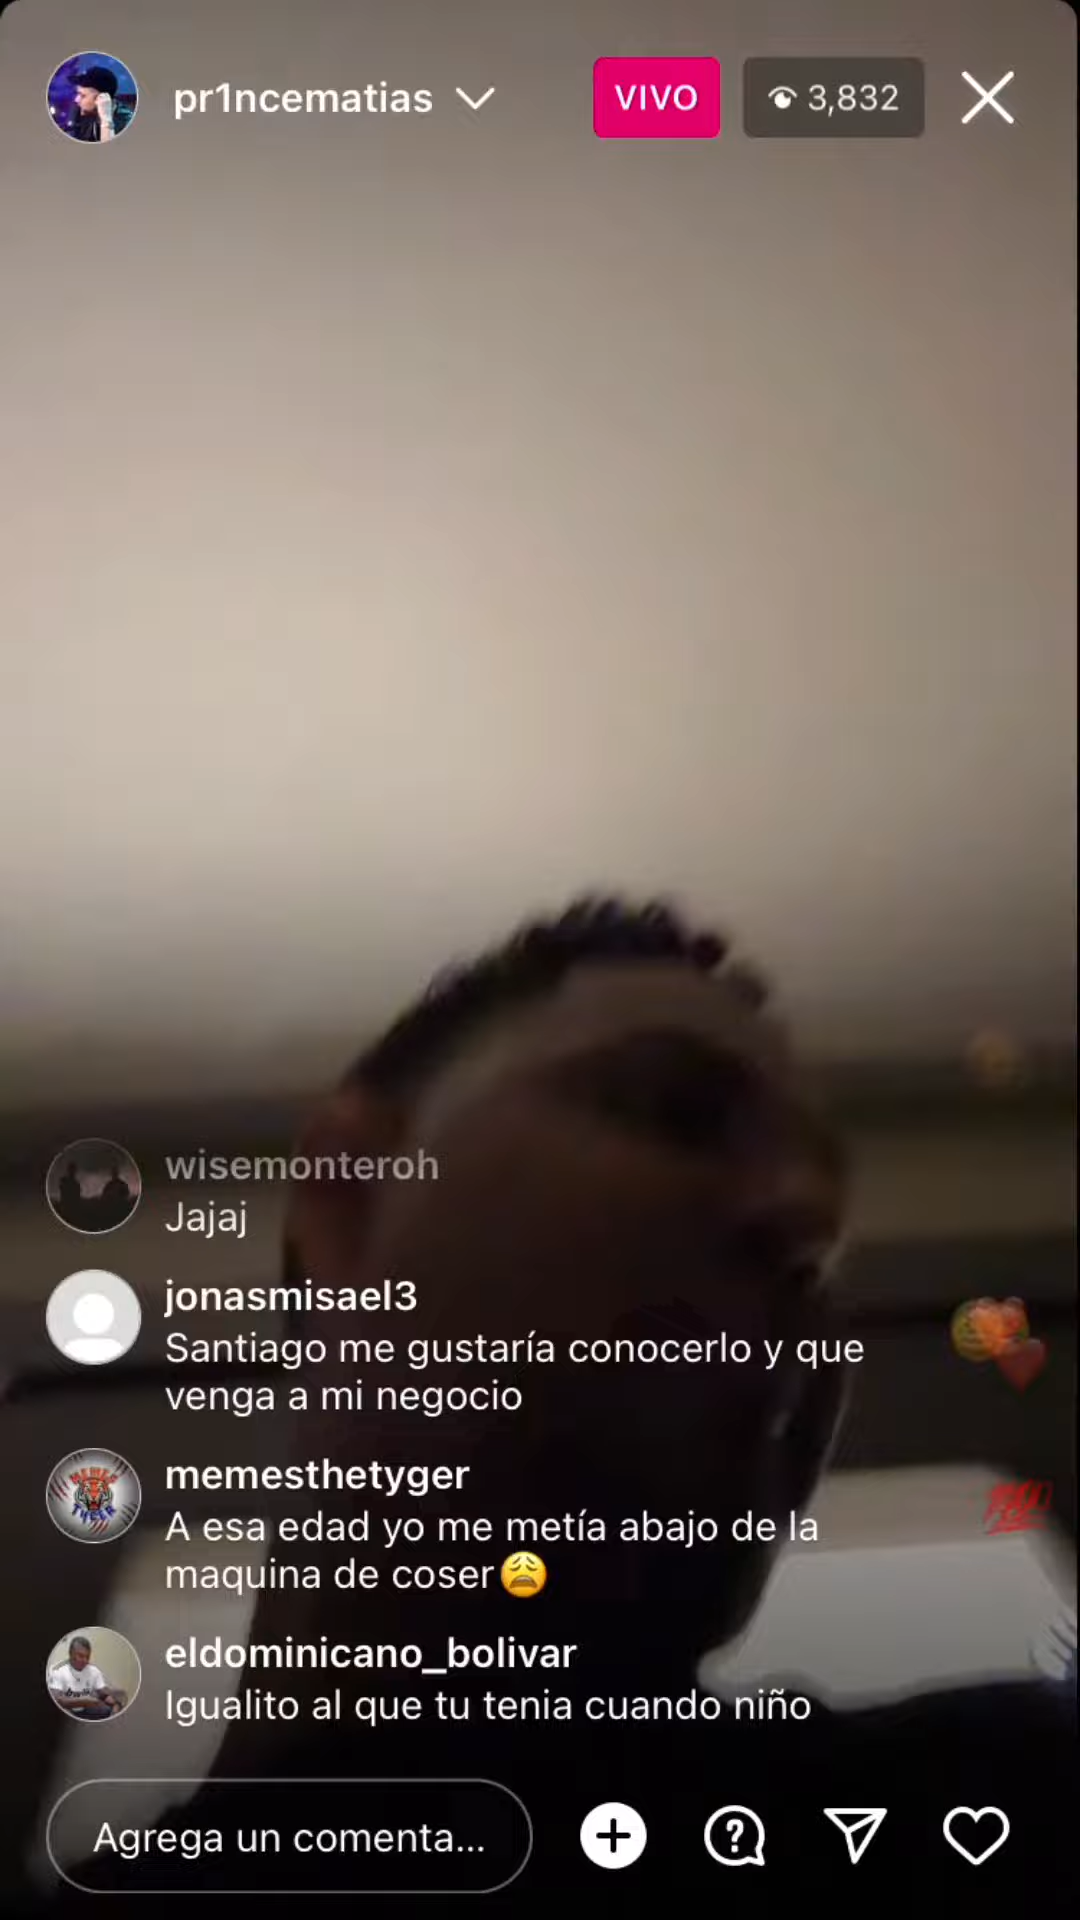 pr1ncematias
VIVO
3,832
wisemonteroh
Jajaj
jonasmisael3
Santiago me gustaría conocerlo y que
venga a mi negocio
memesthetyger
A esa edad yo me metía abajo de la
maquina de coser😩
eldominicano_bolivar
Igualito al que tu tenia cuando niño
Agrega un comenta...